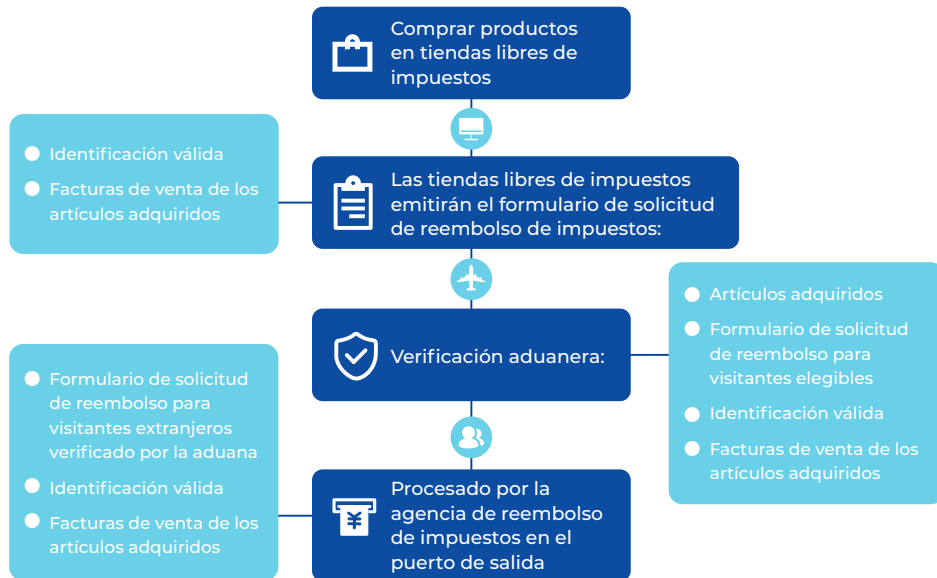 Comprar productos
en tiendas libres de
impuestos
Identificación válida
Facturas de venta de los
artículos adquiridos
Las tiendas libres de impuestos
emitirán el formulario de solicitud
de reembolso de impuestos:
Verificación aduanera:
Artículos adquiridos
Formulario de solicitud
de reembolso para
visitantes elegibles
Identificación válida
Facturas de venta de los
artículos adquiridos
Formulario de solicitud
de reembolso para
visitantes extranjeros
verificado por la aduana
Identificación válida
Facturas de venta de los
artículos adquiridos
¥
Procesado por la
agencia de reembolso
de impuestos en el
puerto de salida